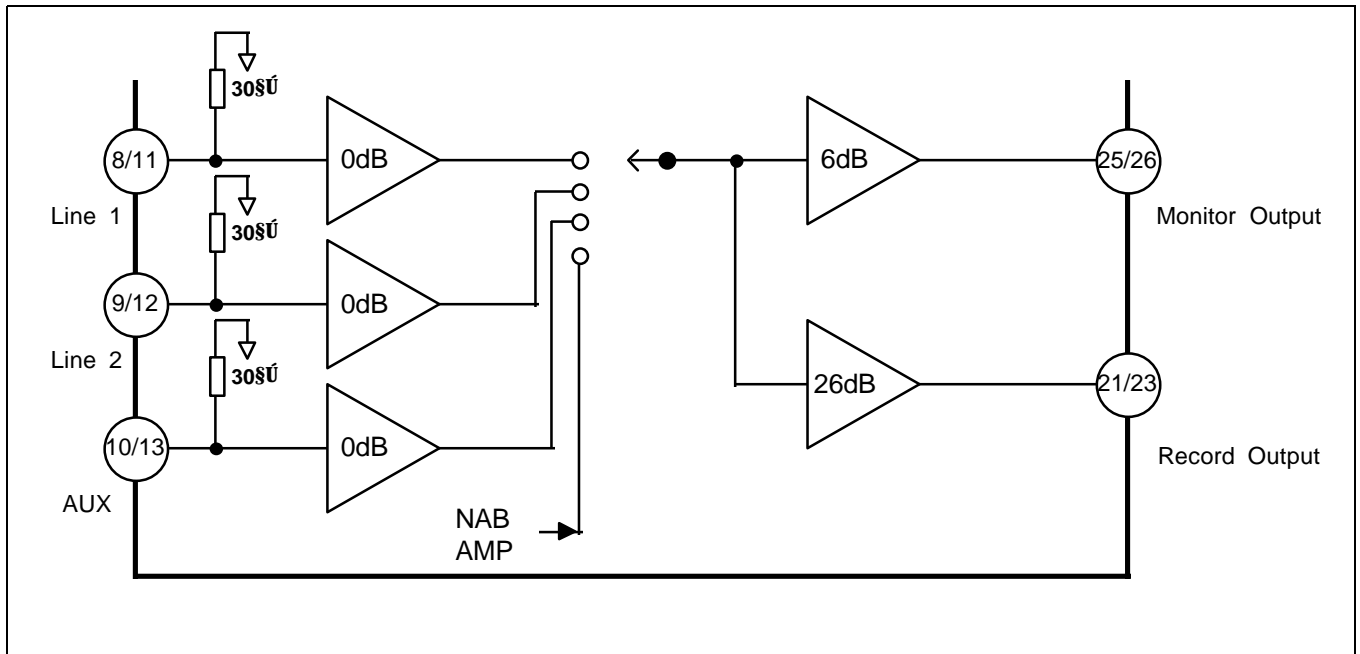 30§Ú
8/11
0dB
6dB
25/26
Line 1
30§Ú
Monitor Output
9/12
0dB
Line 2
30§Ú
26dB
21/23
10/13
0dB
Record Output
AUX
NAB
AMP